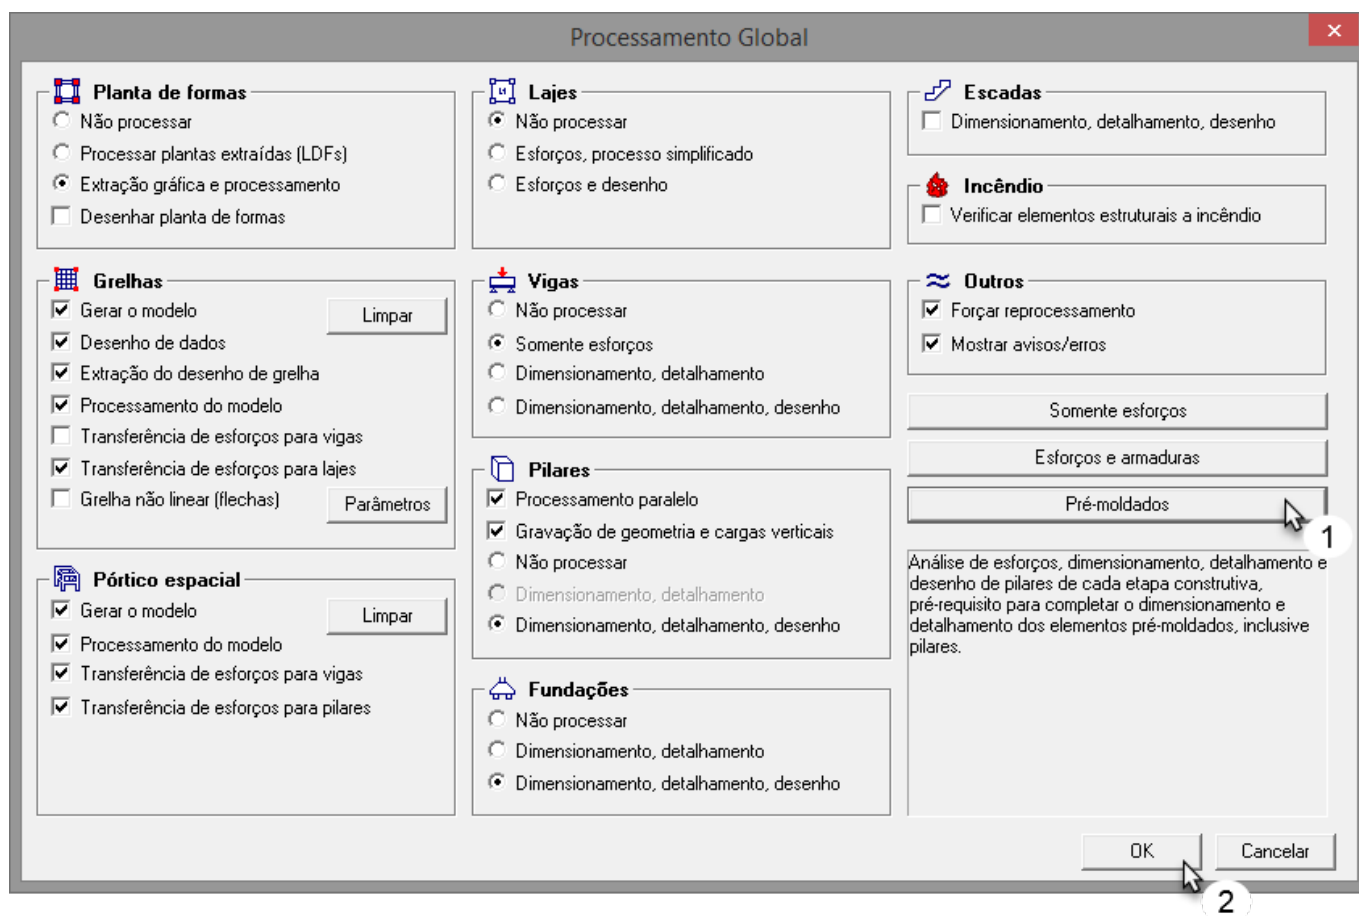 Processamento Global
×
Planta de formas
Não processar
Processar plantas extraídas (LDFs)
Extração gráfica e processamento
Desenhar planta de formas
Grelhas
Gerar o modelo
Limpar
Desenho de dados
Extração do desenho de grelha
Processamento do modelo
Transferência de esforços para vigas
Transferência de esforços para lajes
Grelha não linear (flechas)
Parâmetros
Pórtico espacial
Gerar o modelo
Limpar
Processamento do modelo
Transferência de esforços para vigas
Transferência de esforços para pilares
L1
Lajes
Não processar
Esforços, processo simplificado
Esforços e desenho
Vigas
Não processar
Somente esforços
Dimensionamento, detalhamento
Dimensionamento, detalhamento, desenho
Pilares
Processamento paralelo
Gravação de geometria e cargas verticais
Não processar
Dimensionamento, detalhamento
Dimensionamento, detalhamento, desenho
Fundações
Não processar
Dimensionamento, detalhamento
Dimensionamento, detalhamento, desenho
Escadas
Dimensionamento, detalhamento, desenho
Incêndio
Verificar elementos estruturais a incêndio
Outros
Forçar reprocessamento
Mostrar avisos/erros
Somente esforços
Esforços e armaduras
Pré-moldados
1
Análise de esforços, dimensionamento, detalhamento e
desenho de pilares de cada etapa construtiva,
pré-requisito para completar o dimensionamento e
detalhamento dos elementos pré-moldados, inclusive
pilares.
OK
Cancelar
2